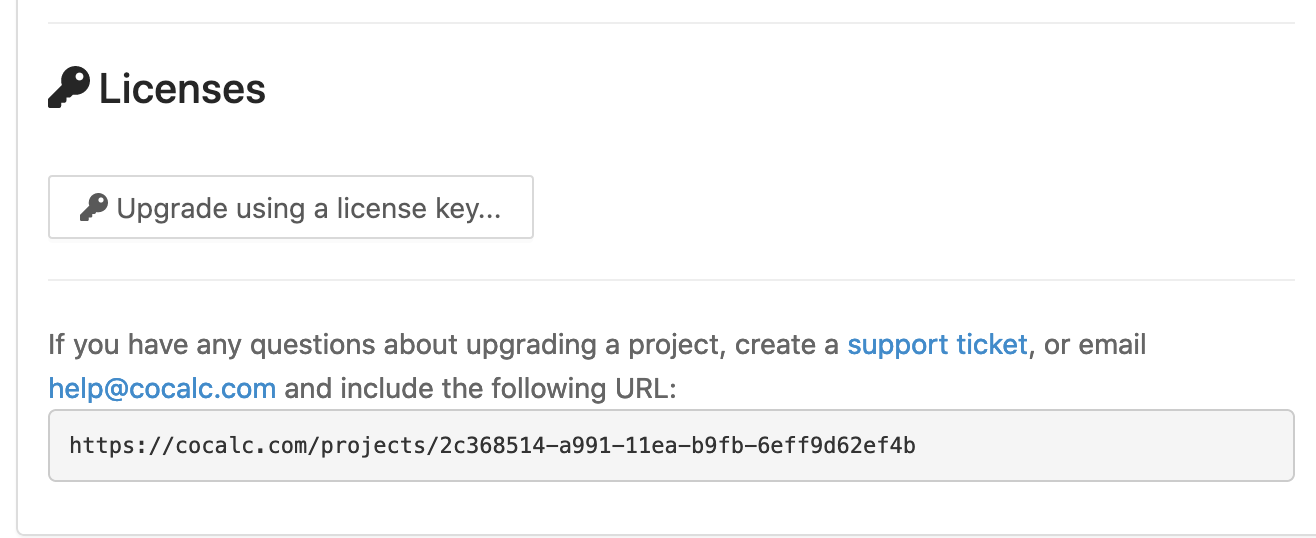 Licenses
Upgrade using a license key...
If you have any questions about upgrading a project, create a support ticket, or email
help@cocalc.com and include the following URL:
https://cocalc.com/projects/2c368514-a991-11ea-b9fb-6eff9d62ef4b